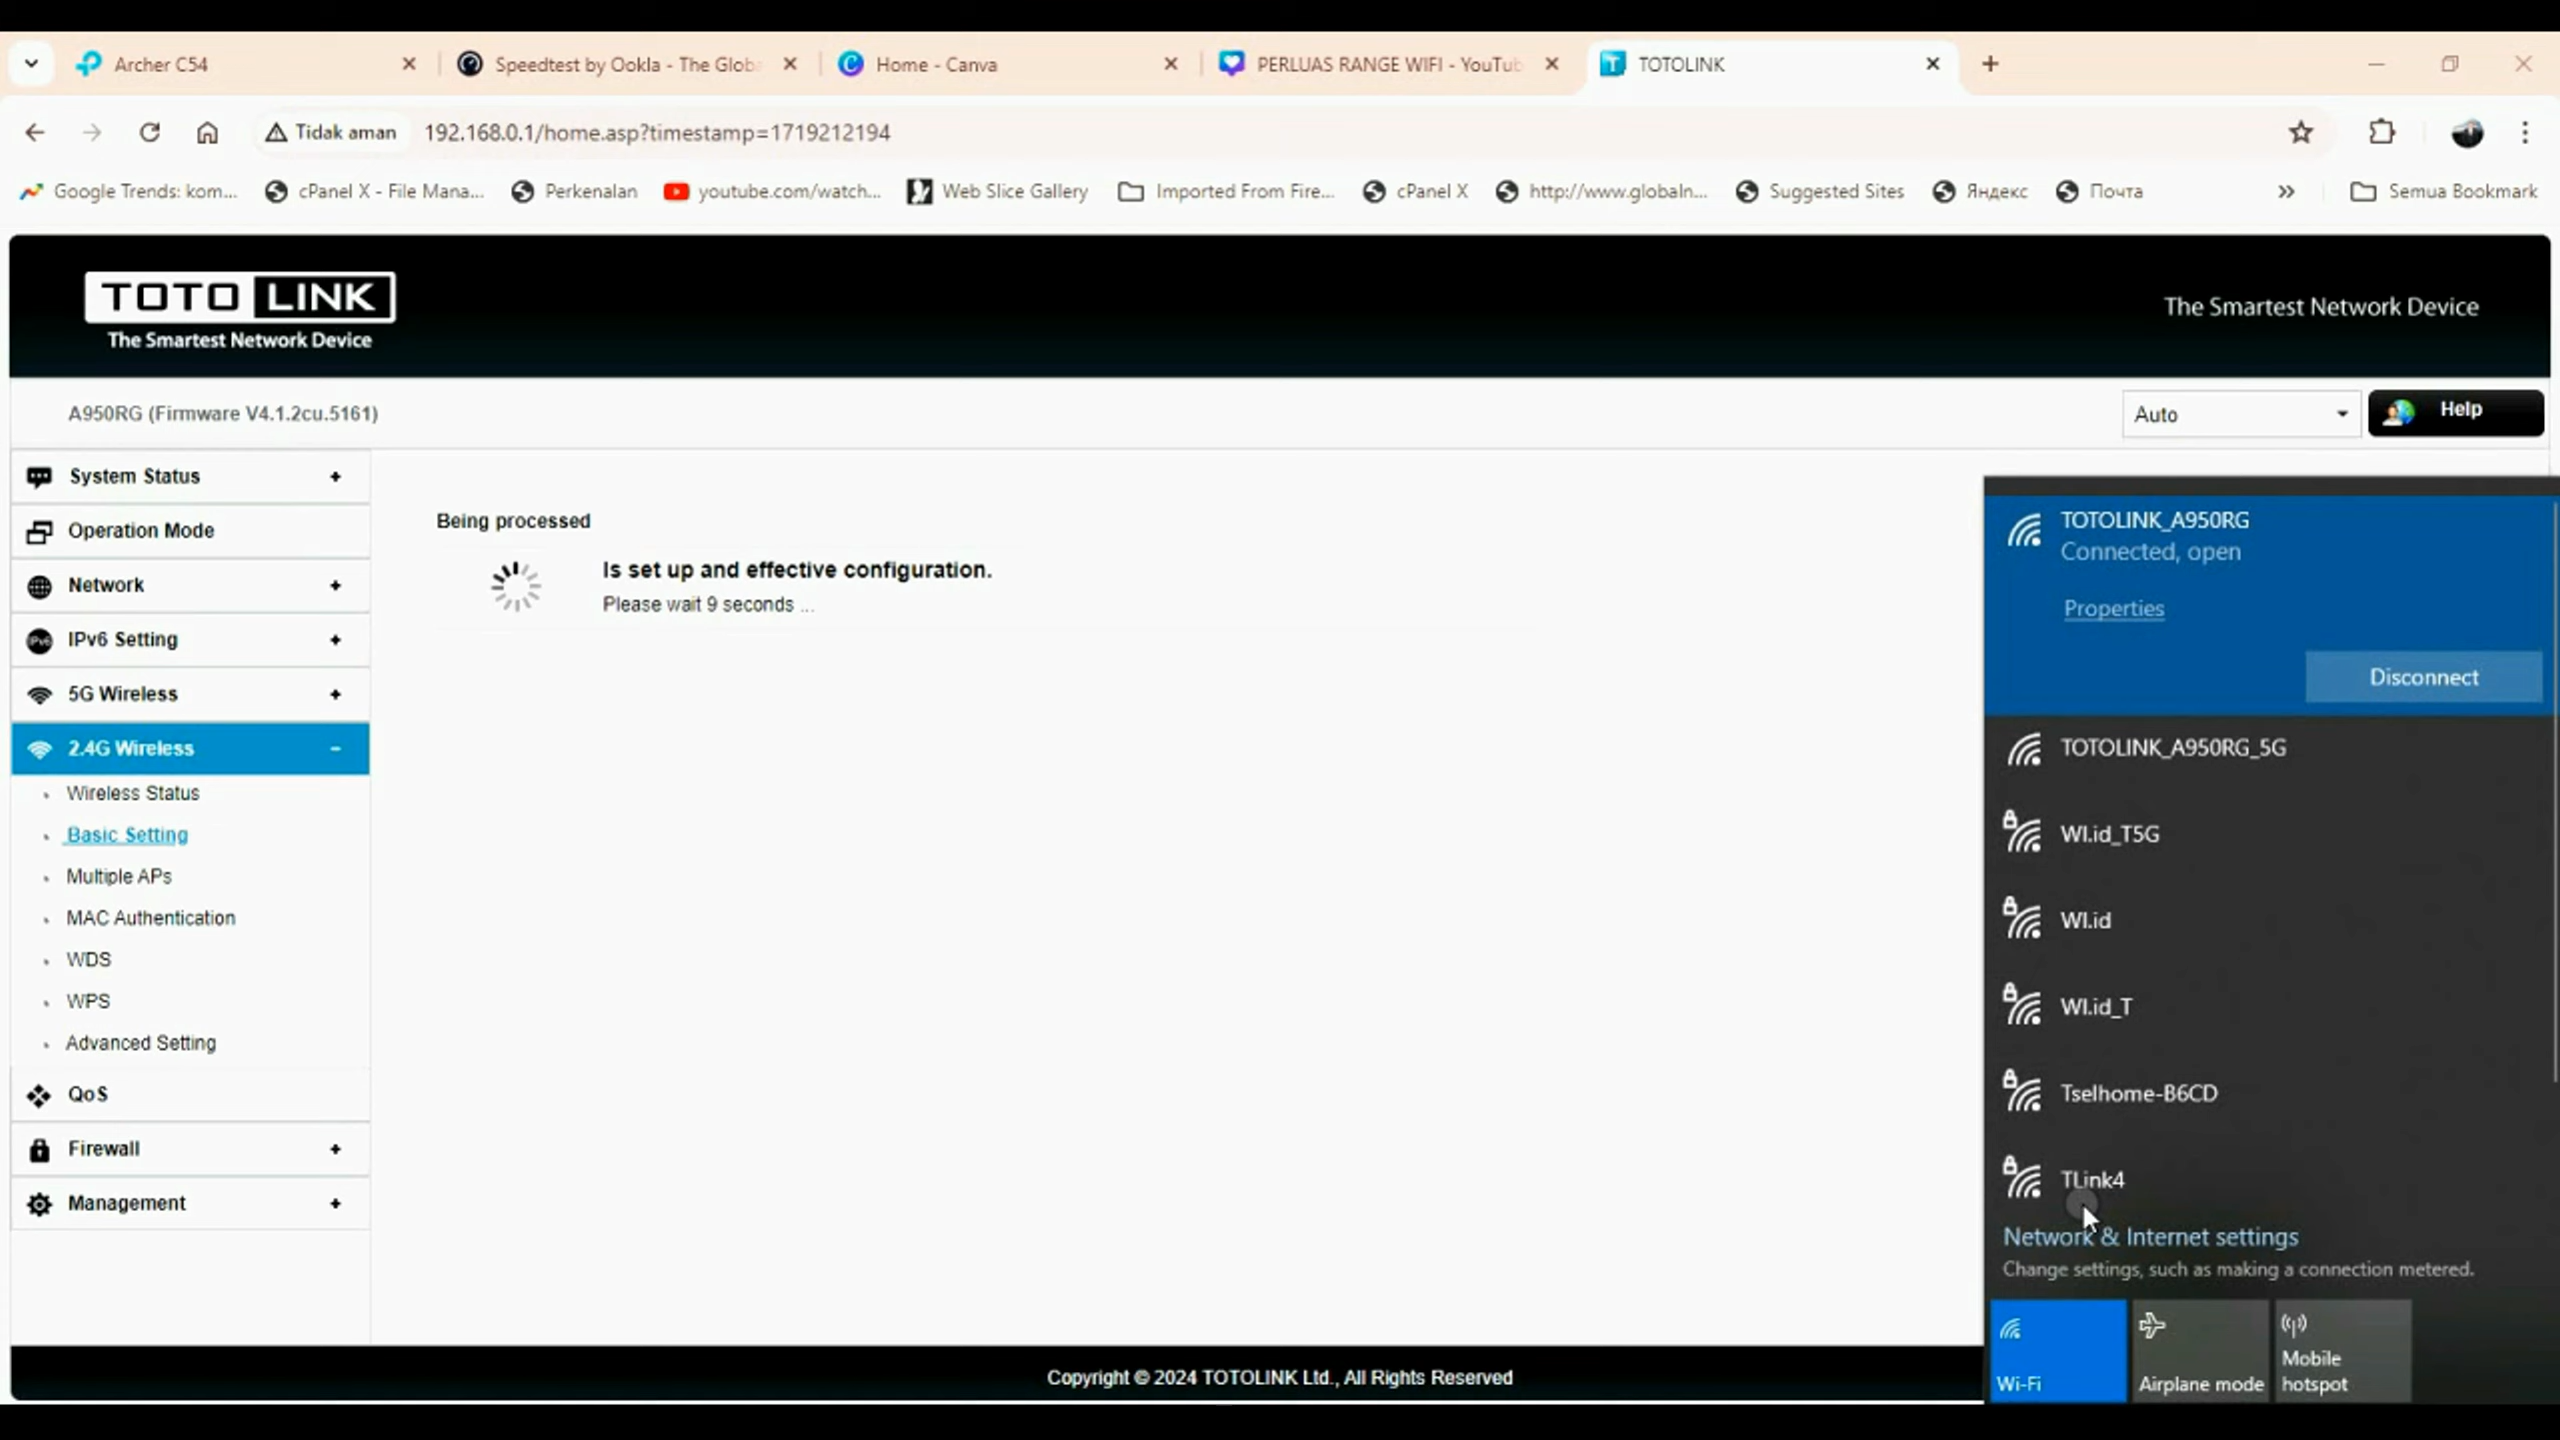 Archer C54
Speedtest by Ookla - The Globa
Home - Canva
PERLUAS RANGE WIFI - YouTub
TOTOLINK
Tidak aman
192.168.0.1/home.asp?timestamp=1719212194
Google Trends: kom...
cPanel X - File Mana...
Perkenalan
youtube.com/watch...
Web Slice Gallery
Imported From Fire...
cPanel X
http://www.globaln...
Suggested Sites
Яндекс
Почта
Semua Bookmark
TOTO LINK
The Smartest Network Device
The Smartest Network Device
A950RG (Firmware V4.1.2cu.5161)
Auto
Help
System Status
Operation Mode
Network
IPv6 Setting
5G Wireless
2.4G Wireless
Wireless Status
Basic Setting
Multiple APs
MAC Authentication
WDS
WPS
Advanced Setting
QoS
Firewall
Management
Being processed
Is set up and effective configuration.
Please wait 9 seconds ...
TOTOLINK_A950RG
Connected, open
Properties
Disconnect
TOTOLINK_A950RG_5G
WI.id_T5G
WI.id
WI.id_T
Tselhome-B6CD
TLink4
Network & Internet settings
Change settings, such as making a connection metered.
Wi-Fi
Airplane mode
Mobile
hotspot
Copyright © 2024 TOTOLINK Ltd., All Rights Reserved